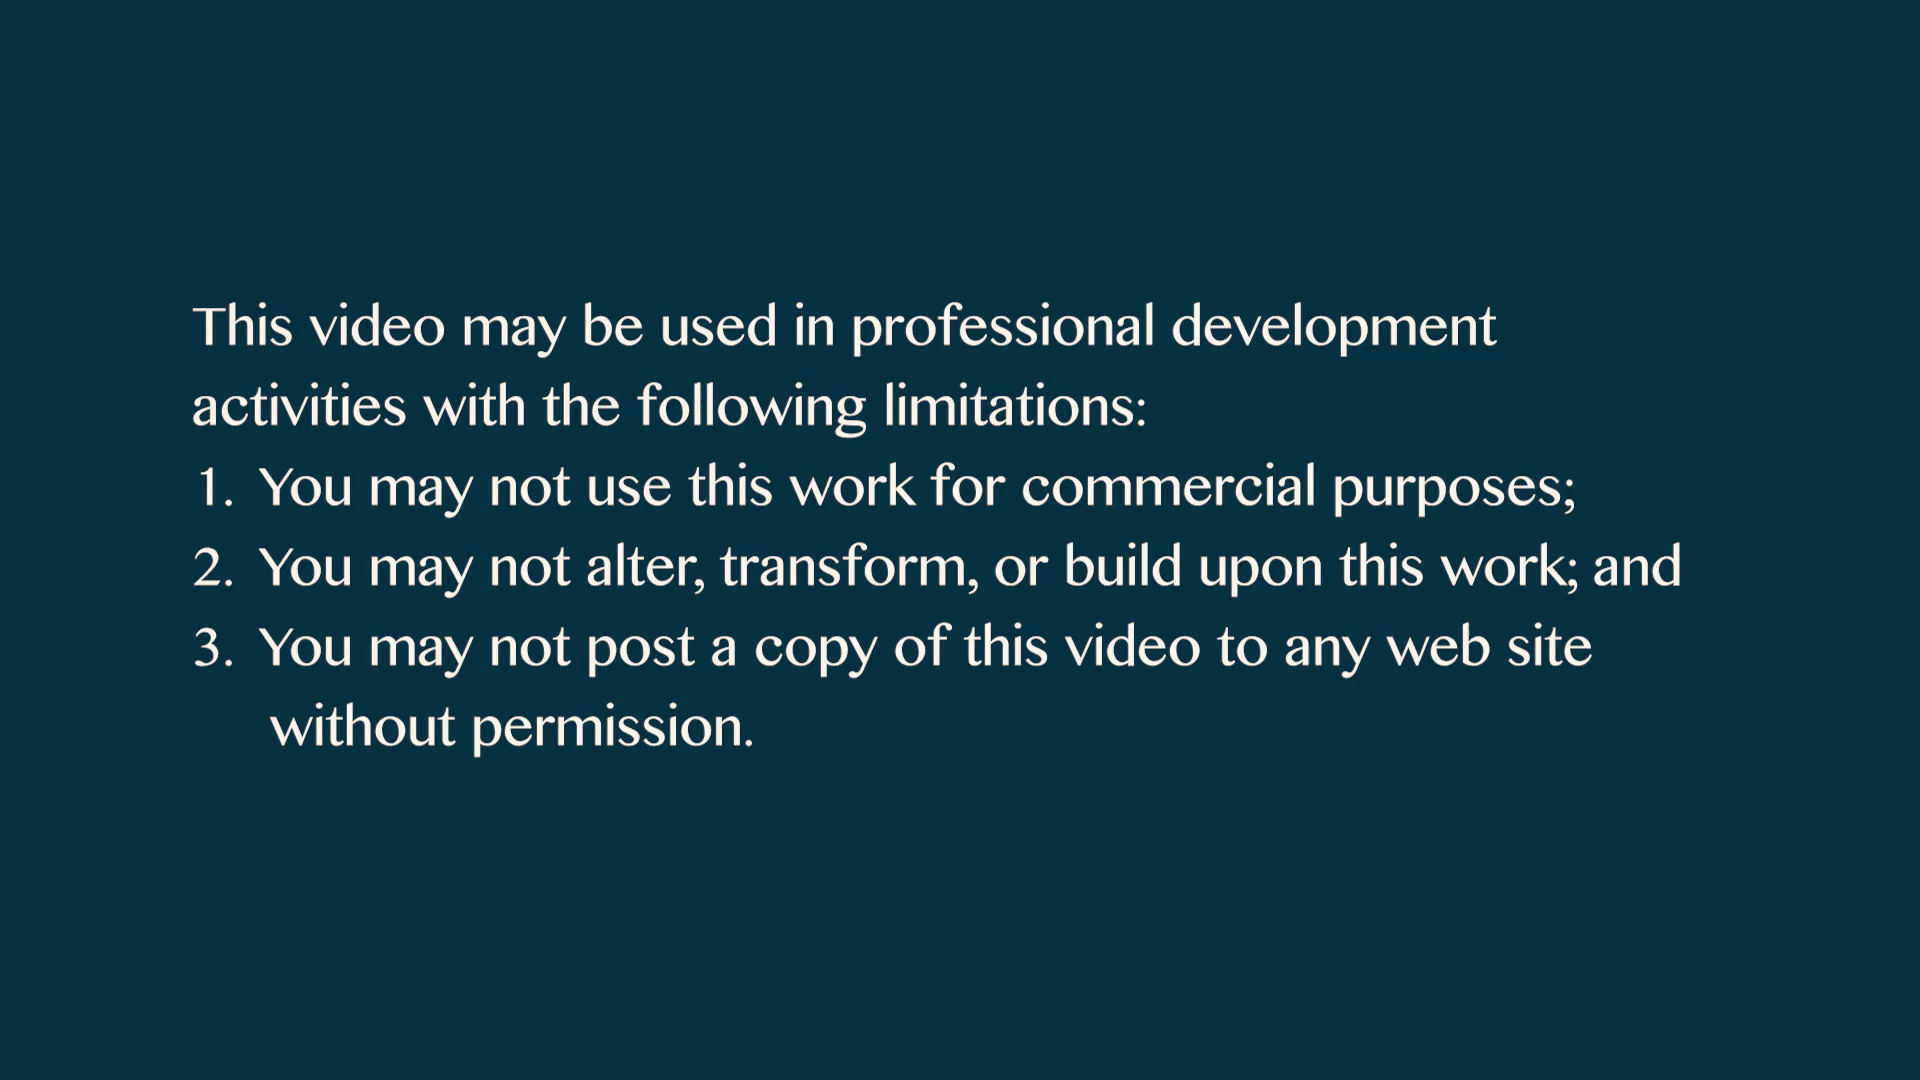 This video may be used in professional development
activities with the following limitations:
1. You may not use this work for commercial purposes;
2. You may not alter, transform, or build upon this work; and
3. You may not post a copy of this video to any web site
without permission.